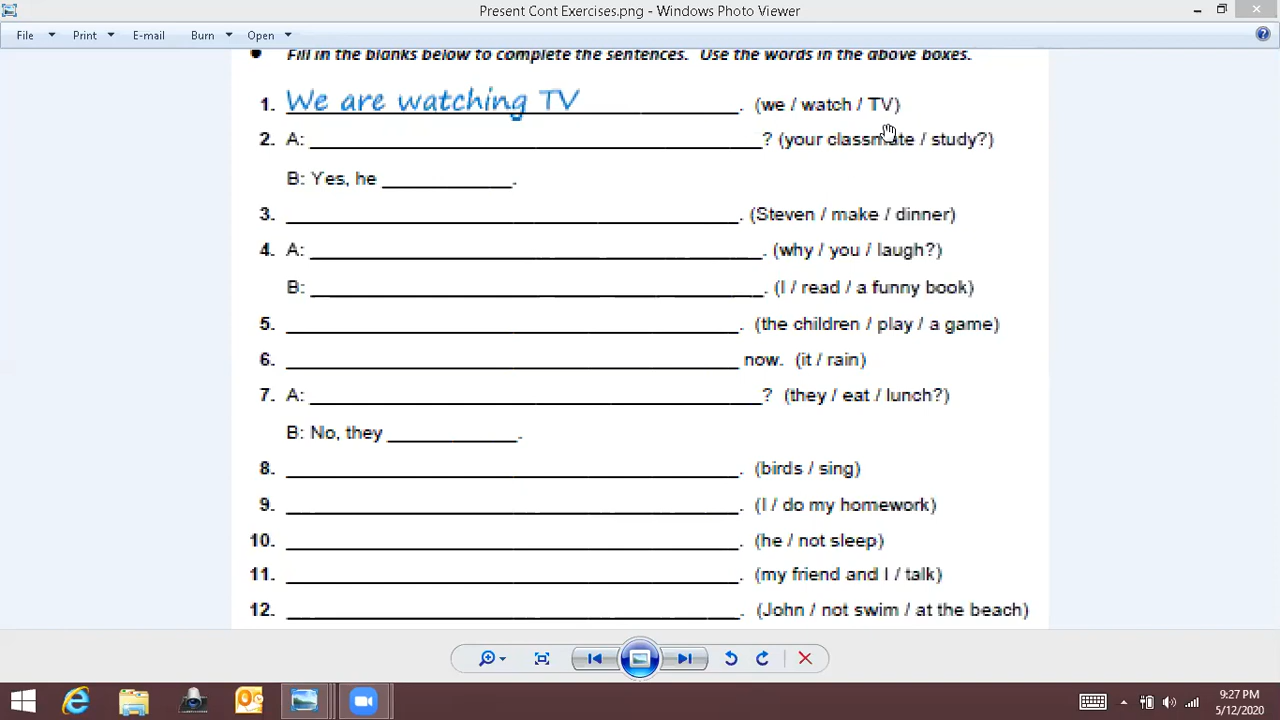 Present Cont Exercises.png - Windows Photo Viewer
File Print E-mail Burn Open
Fill in the blanks below to complete the sentences. Use the words in the above boxes.
1. We are watching TV. (we / watch / TV)
2. A: ? (your classmate / study?)
B: Yes, he .
3. . (Steven / make / dinner)
4. A: . (why / you / laugh?)
B: . (I / read / a funny book)
5. . (the children / play / a game)
6. now. (it / rain)
7. A: ? (they / eat / lunch?)
B: No, they .
8. . (birds / sing)
9. . (I / do my homework)
10. . (he / not sleep)
11. . (my friend and I / talk)
12. . (John / not swim / at the beach)
9:27 PM
5/12/2020